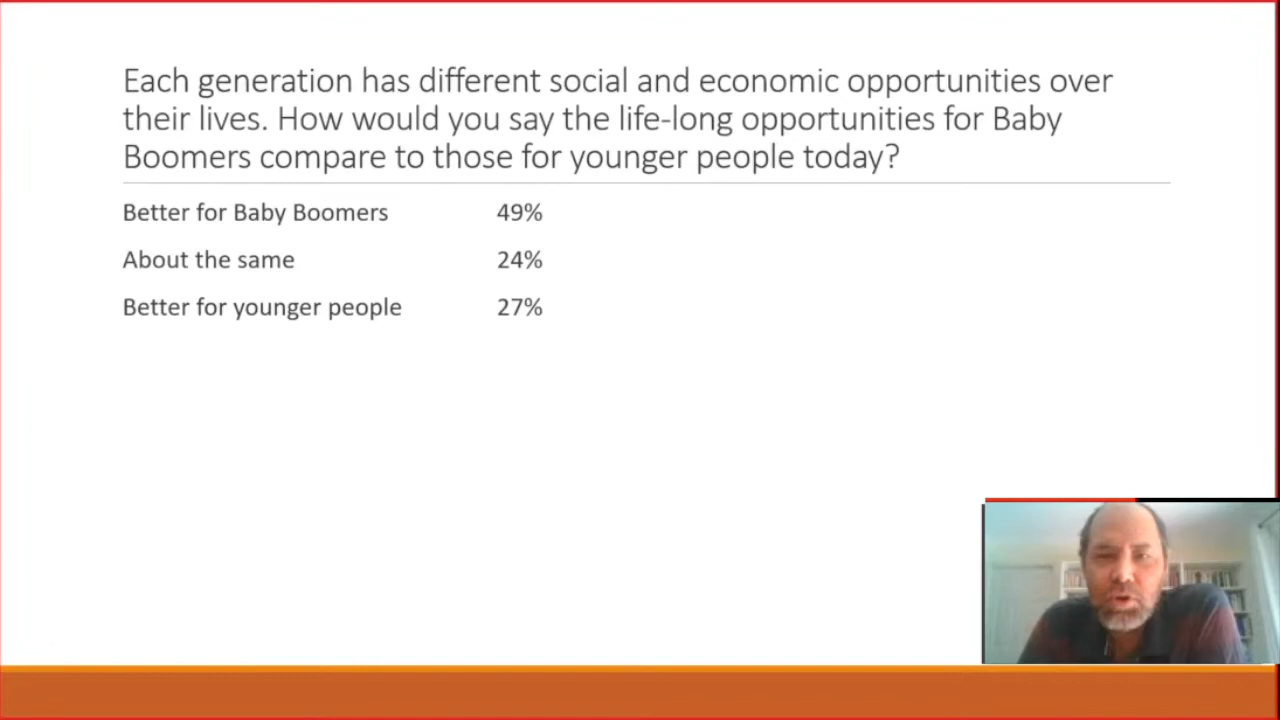 Each generation has different social and economic opportunities over
their lives. How would you say the life-long opportunities for Baby
Boomers compare to those for younger people today?
Better for Baby Boomers 49%
About the same 24%
Better for younger people 27%